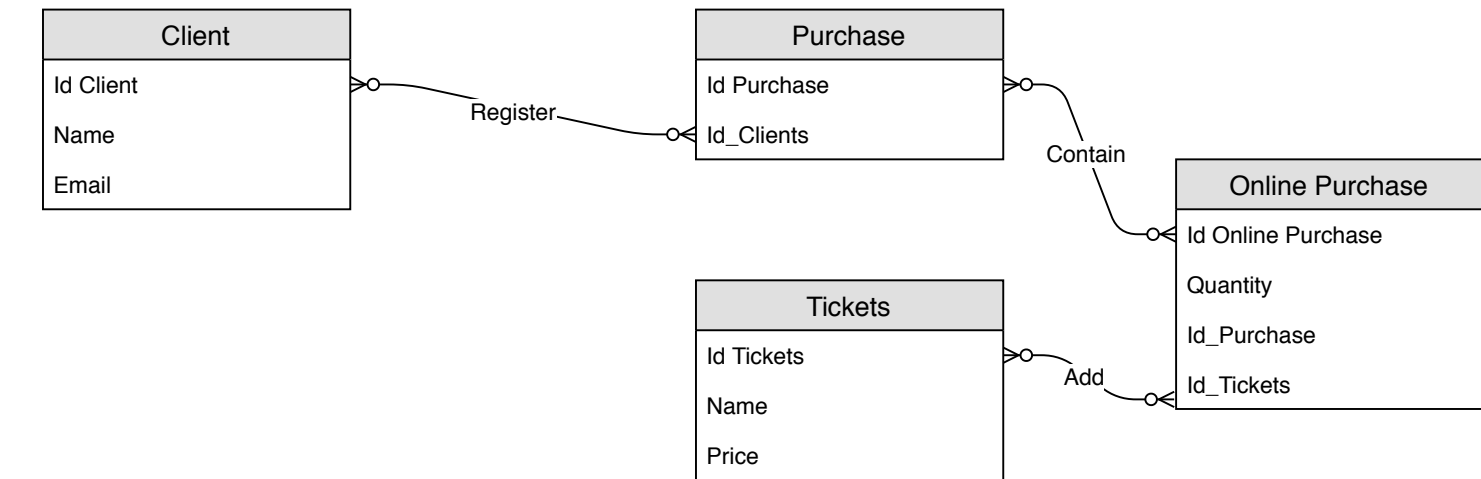 Client
Id Client
Name
Email
Register
Purchase
Id Purchase
Id_Clients
Contain
Online Purchase
Id Online Purchase
Quantity
Id_Purchase
Id_Tickets
Tickets
Id Tickets
Name
Price
Add